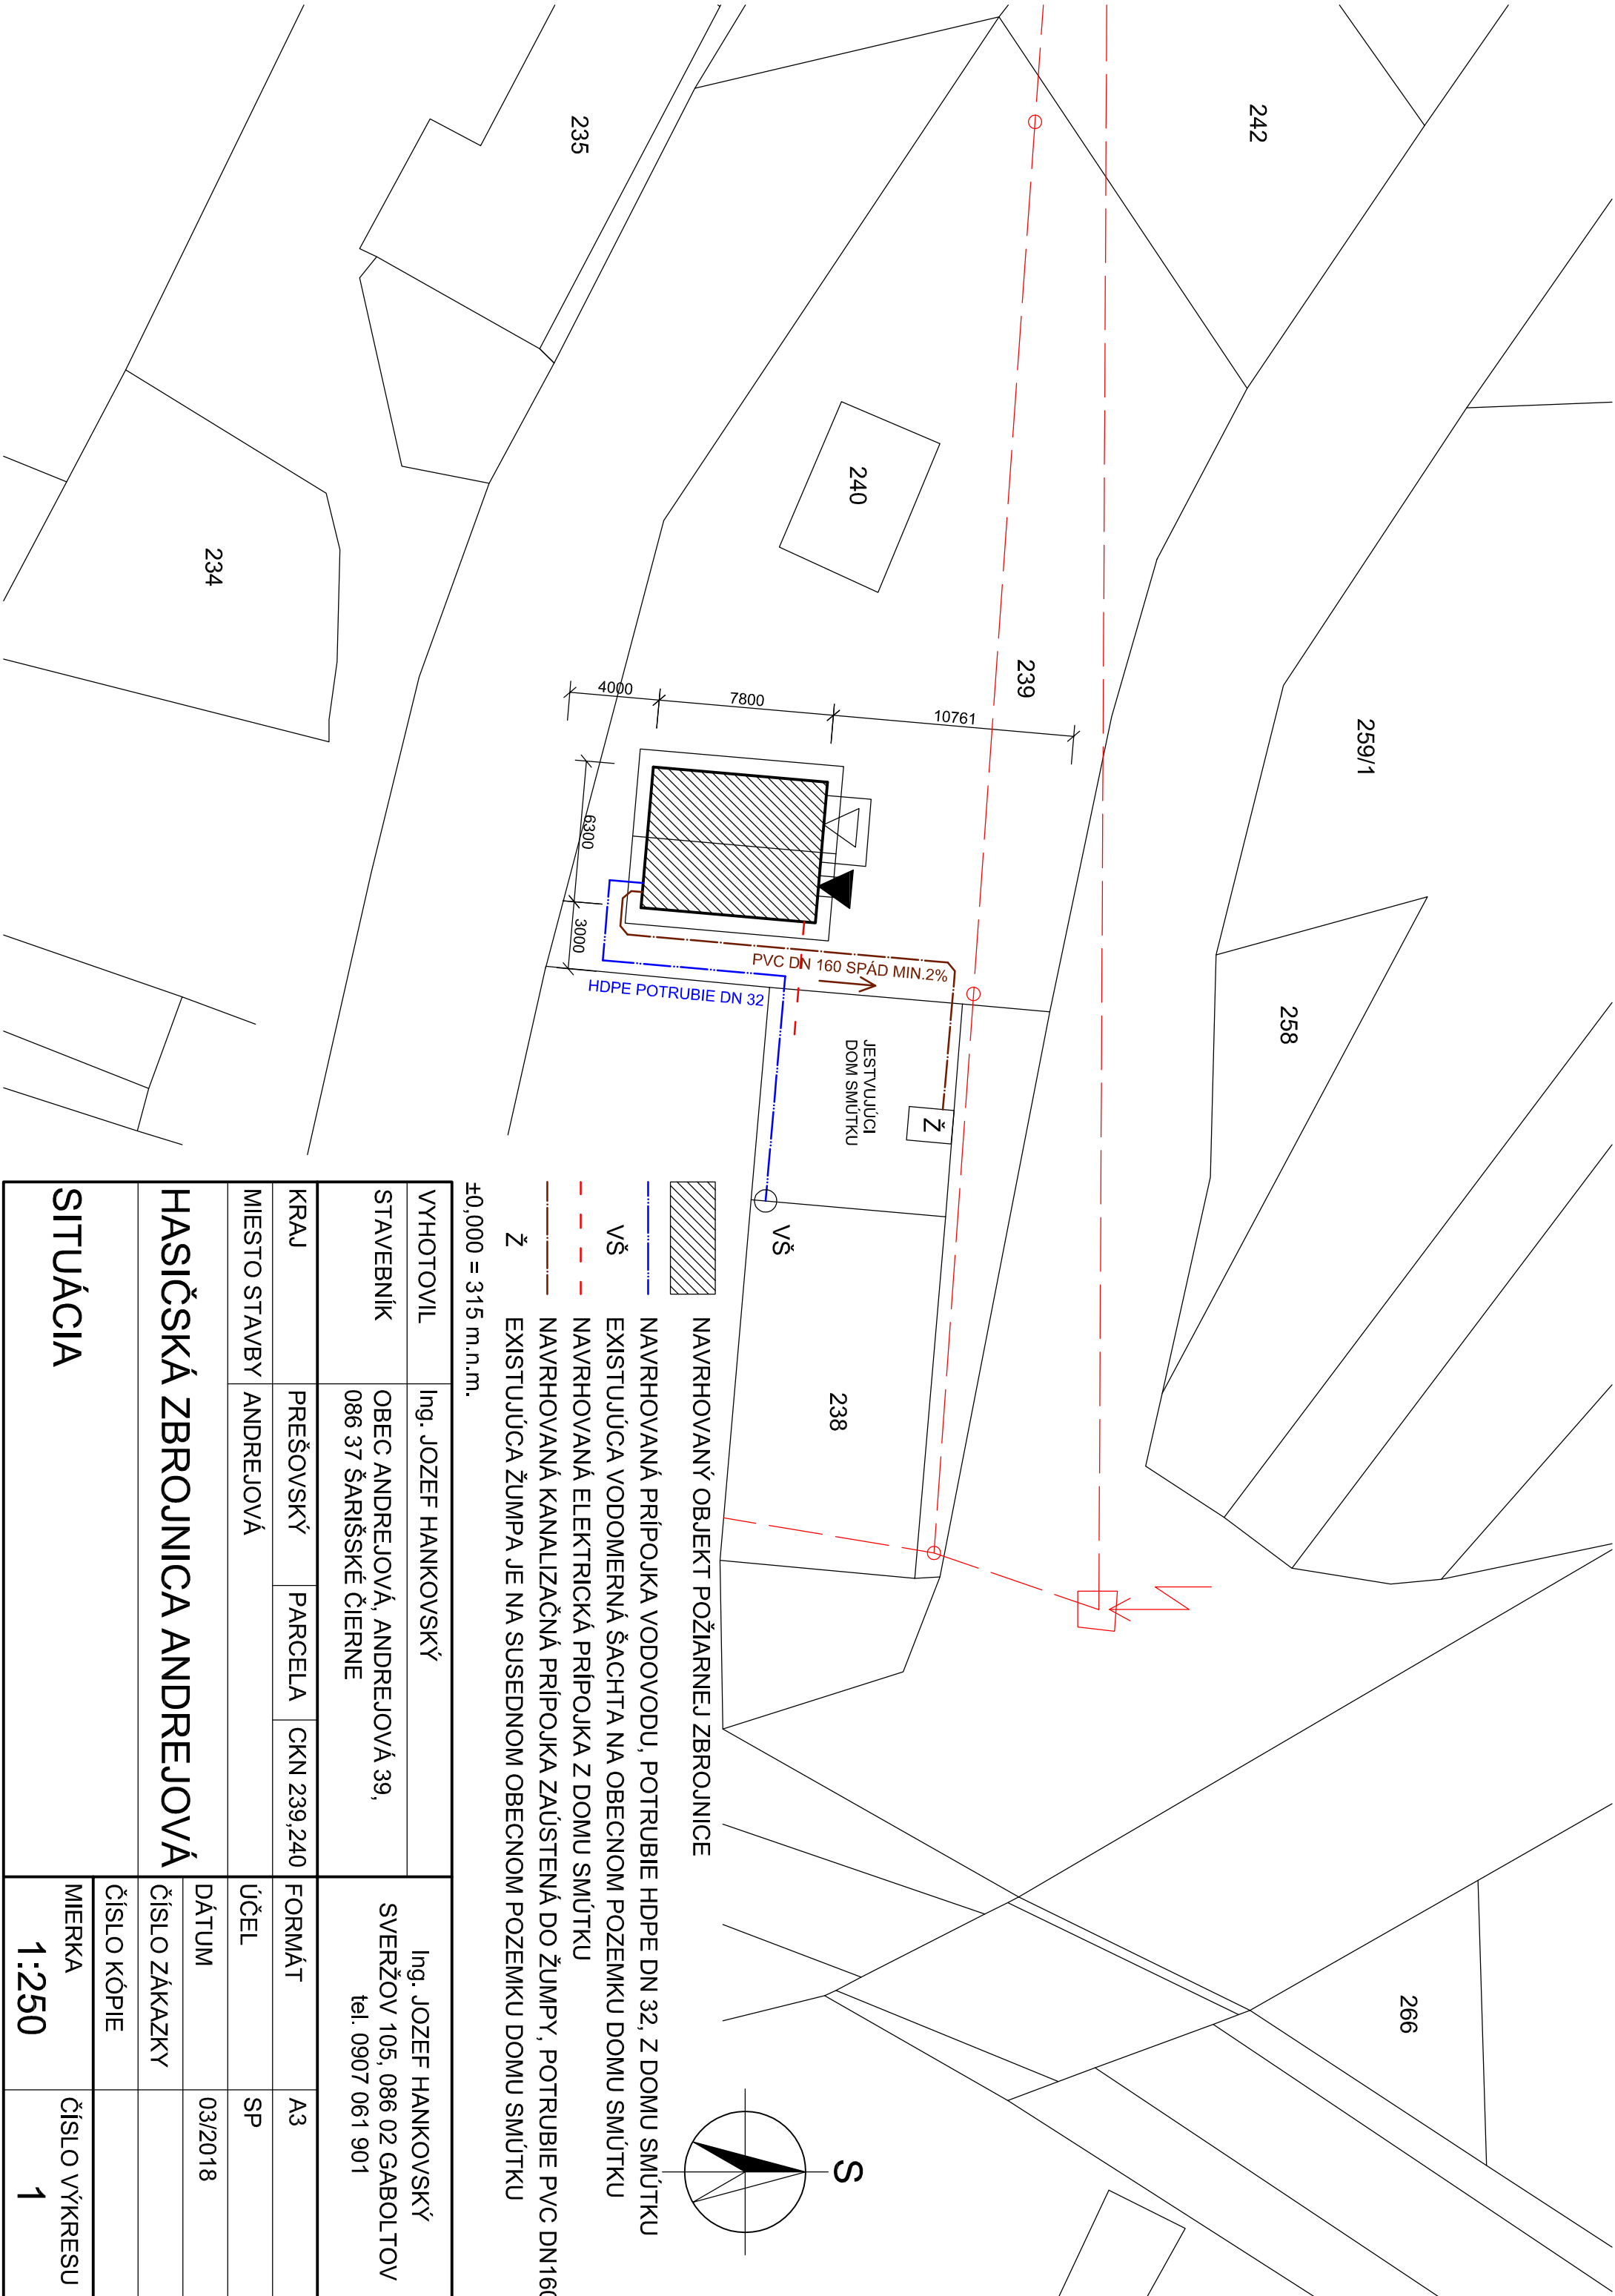 242
235
259/1
240
239
234
258
10761
7800
4000
6300
3000
PVC DN 160 SPÁD MIN.2%
HDPE POTRUBIE DN 32
JESTVUJÚCI
DOM SMÚTKU
Ž
VŠ
238
266
S
NAVRHOVANÝ OBJEKT POŽIARNEJ ZBROJNICE
NAVRHOVANÁ PRÍPOJKA VODOVODU, POTRUBIE HDPE DN 32, Z DOMU SMÚTKU
VŠ EXISTUJÚCA VODOMERNÁ ŠACHTA NA OBECNOM POZEMKU DOMU SMÚTKU
NAVRHOVANÁ ELEKTRICKÁ PRÍPOJKA Z DOMU SMÚTKU
NAVRHOVANÁ KANALIZAČNÁ PRÍPOJKA ZAÚSTENÁ DO ŽUMPY, POTRUBIE PVC DN160
Ž EXISTUJÚCA ŽUMPA JE NA SUSEDNOM OBECNOM POZEMKU DOMU SMÚTKU
±0,000 = 315 m.n.m.
VYHOTOVIL Ing. JOZEF HANKOVSKÝ
STAVEBNÍK OBEC ANDREJOVÁ, ANDREJOVÁ 39,
086 37 ŠARIŠSKÉ ČIERNE
Ing. JOZEF HANKOVSKÝ
SVERŽOV 105, 086 02 GABOLTOV
tel. 0907 061 901
KRAJ PREŠOVSKÝ PARCELA CKN 239,240
MIESTO STAVBY ANDREJOVÁ
HASIČSKÁ ZBROJNICA ANDREJOVÁ
SITUÁCIA
FORMÁT A3
ÚČEL SP
DÁTUM 03/2018
ČÍSLO ZÁKAZKY
ČÍSLO KÓPIE
MIERKA ČÍSLO VÝKRESU
1:250 1